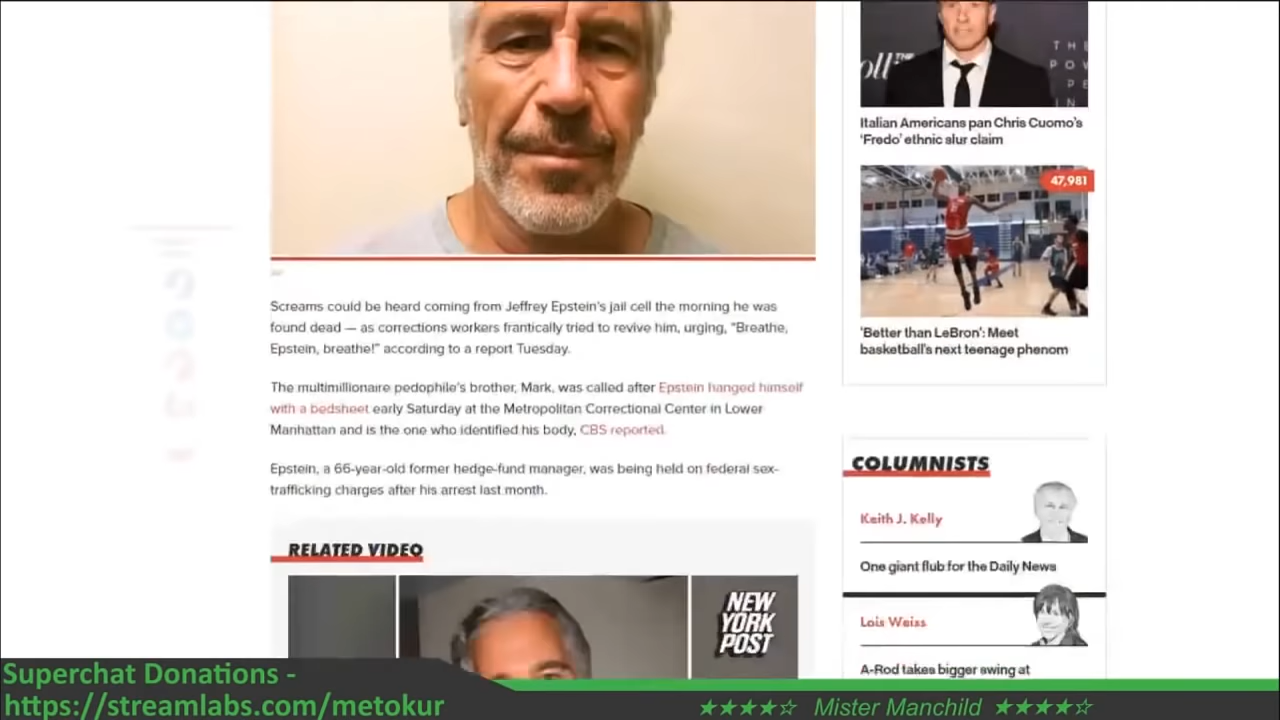 Screams could be heard coming from Jeffrey Epstein's jail cell the morning he was
found dead — as corrections workers frantically tried to revive him, urging, "Breathe,
Epstein, breathe!" according to a report Tuesday.
The multimillionaire pedophile's brother, Mark, was called after Epstein hanged himself
with a bedsheet early Saturday at the Metropolitan Correctional Center in Lower
Manhattan and is the one who identified his body, CBS reported.
Epstein, a 66-year-old former hedge-fund manager, was being held on federal sex-
trafficking charges after his arrest last month.
RELATED VIDEO
NEW
YORK
POST
THE
Italian Americans pan Chris Cuomo's
'Fredo' ethnic slur claim
47,981
'Better than LeBron': Meet
basketball's next teenage phenom
COLUMNISTS
Keith J. Kelly
One giant flub for the Daily News
Lois Weiss
A-Rod takes bigger swing at
Superchat Donations -
https://streamlabs.com/metokur
★★★★☆ Mister Manchild ★★★★☆